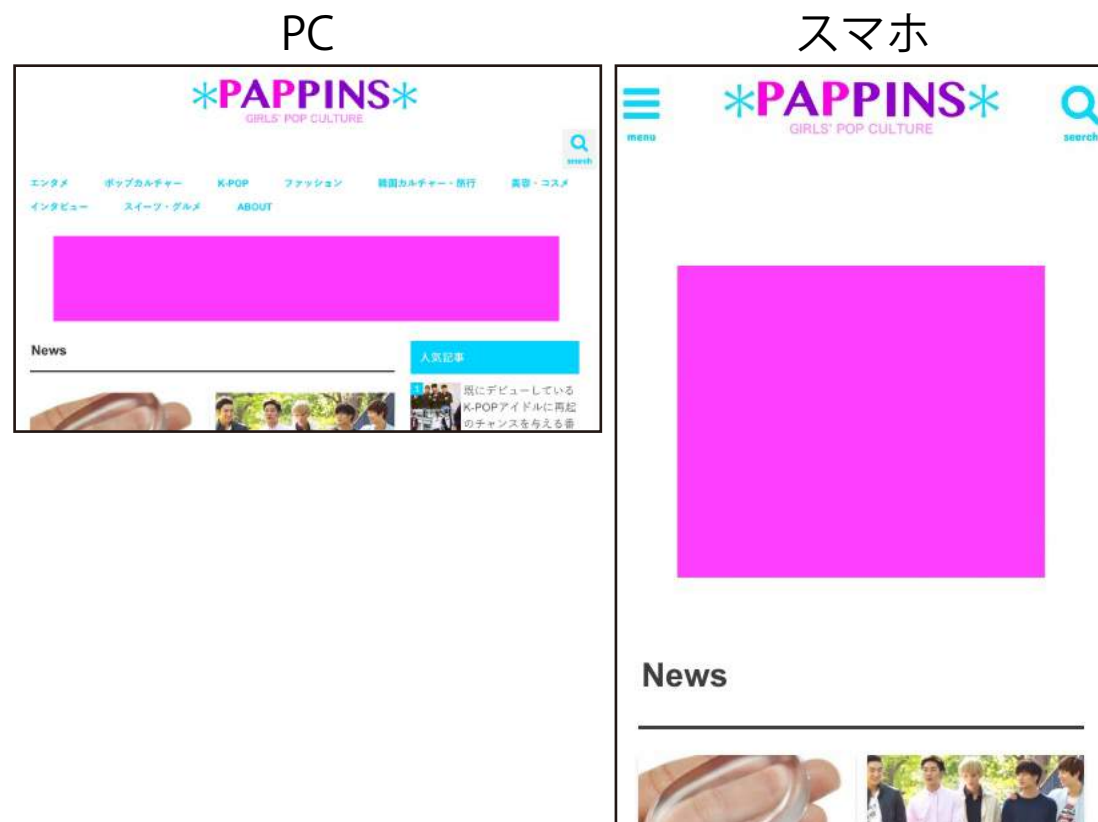 PC
*PAPPINS*
GIRLS' POP CULTURE
search
エンタメ ポップカルチャー K-POP ファッション 韓国カルチャー・旅行 美容・コスメ
インタビュー スイーツ・グルメ ABOUT
News
人気記事
1
既にデビューしている
K-POPアイドルに再起
のチャンスを与える番
スマホ
menu
*PAPPINS*
GIRLS' POP CULTURE
search
News